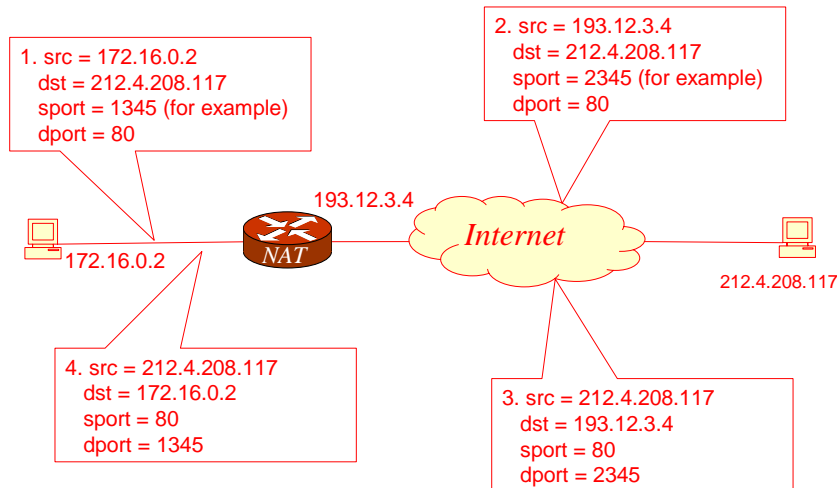 1. src = 172.16.0.2
dst = 212.4.208.117
sport = 1345 (for example)
dport = 80
2. src = 193.12.3.4
dst = 212.4.208.117
sport = 2345 (for example)
dport = 80
193.12.3.4
172.16.0.2
NAT
Internet
212.4.208.117
4. src = 212.4.208.117
dst = 172.16.0.2
sport = 80
dport = 1345
3. src = 212.4.208.117
dst = 193.12.3.4
sport = 80
dport = 2345